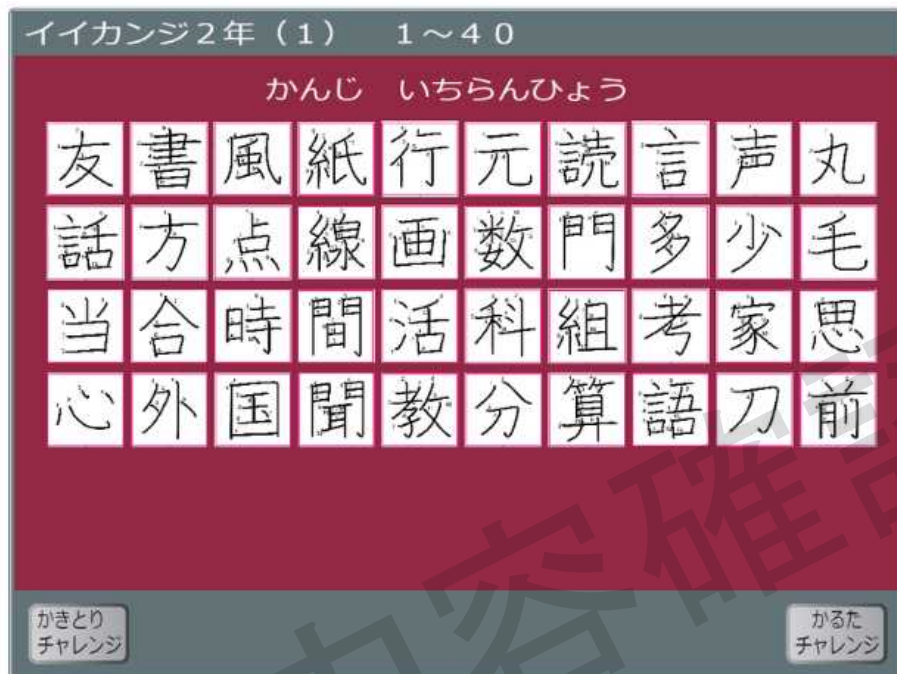 イイカンジ2年（1）　1～40
かんじ　いちらんひょう
友 書 風 紙 行 元 読 言 声 丸
話 方 点 線 画 数 門 多 少 毛
当 合 時 間 活 科 組 考 家 思
心 外 国 聞 教 分 算 語 刀 前
かきとり
チャレンジ
かるた
チャレンジ
内容確認